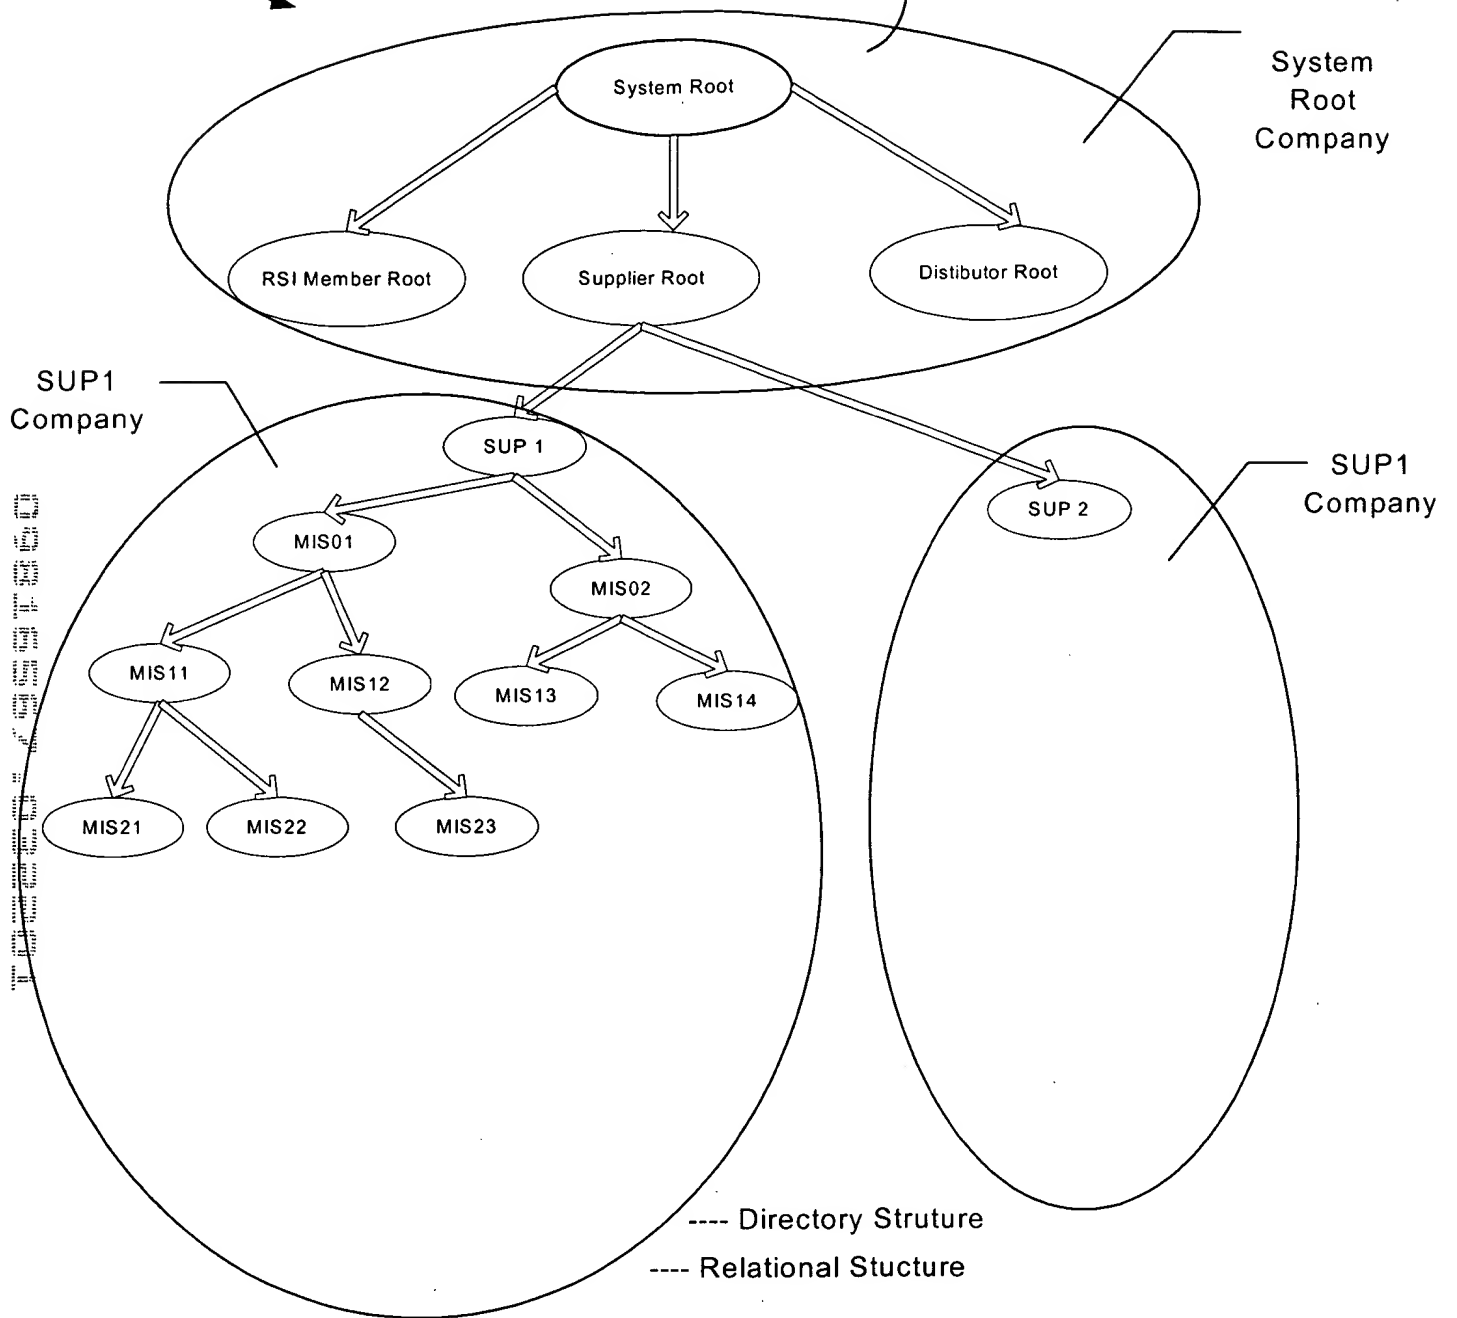 System Root
System
Root
Company
RSI Member Root
Supplier Root
Distibutor Root
SUP1
Company
SUP 1
SUP1
Company
SUP 2
MIS01
MIS02
MIS11
MIS12
MIS13
MIS14
MIS21
MIS22
MIS23
---- Directory Struture
---- Relational Stucture